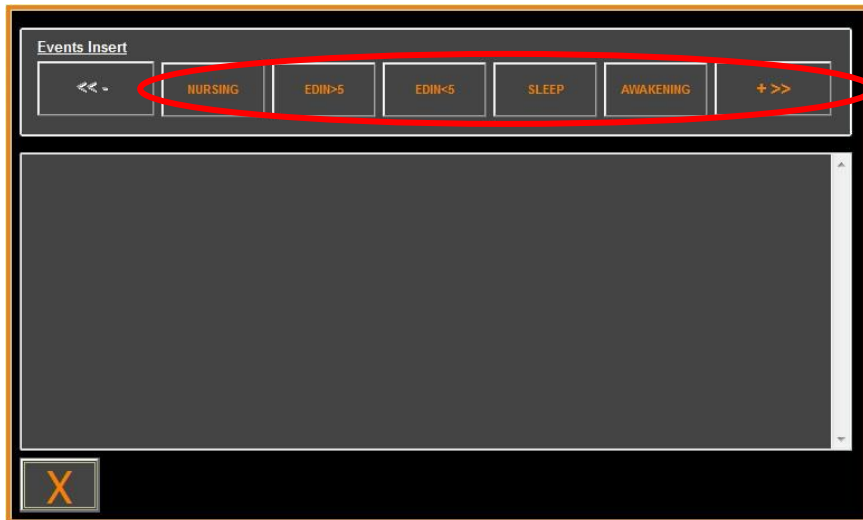 Events Insert
<< - NURSING EDIN>5 EDIN<5 SLEEP AWAKENING + >>
X